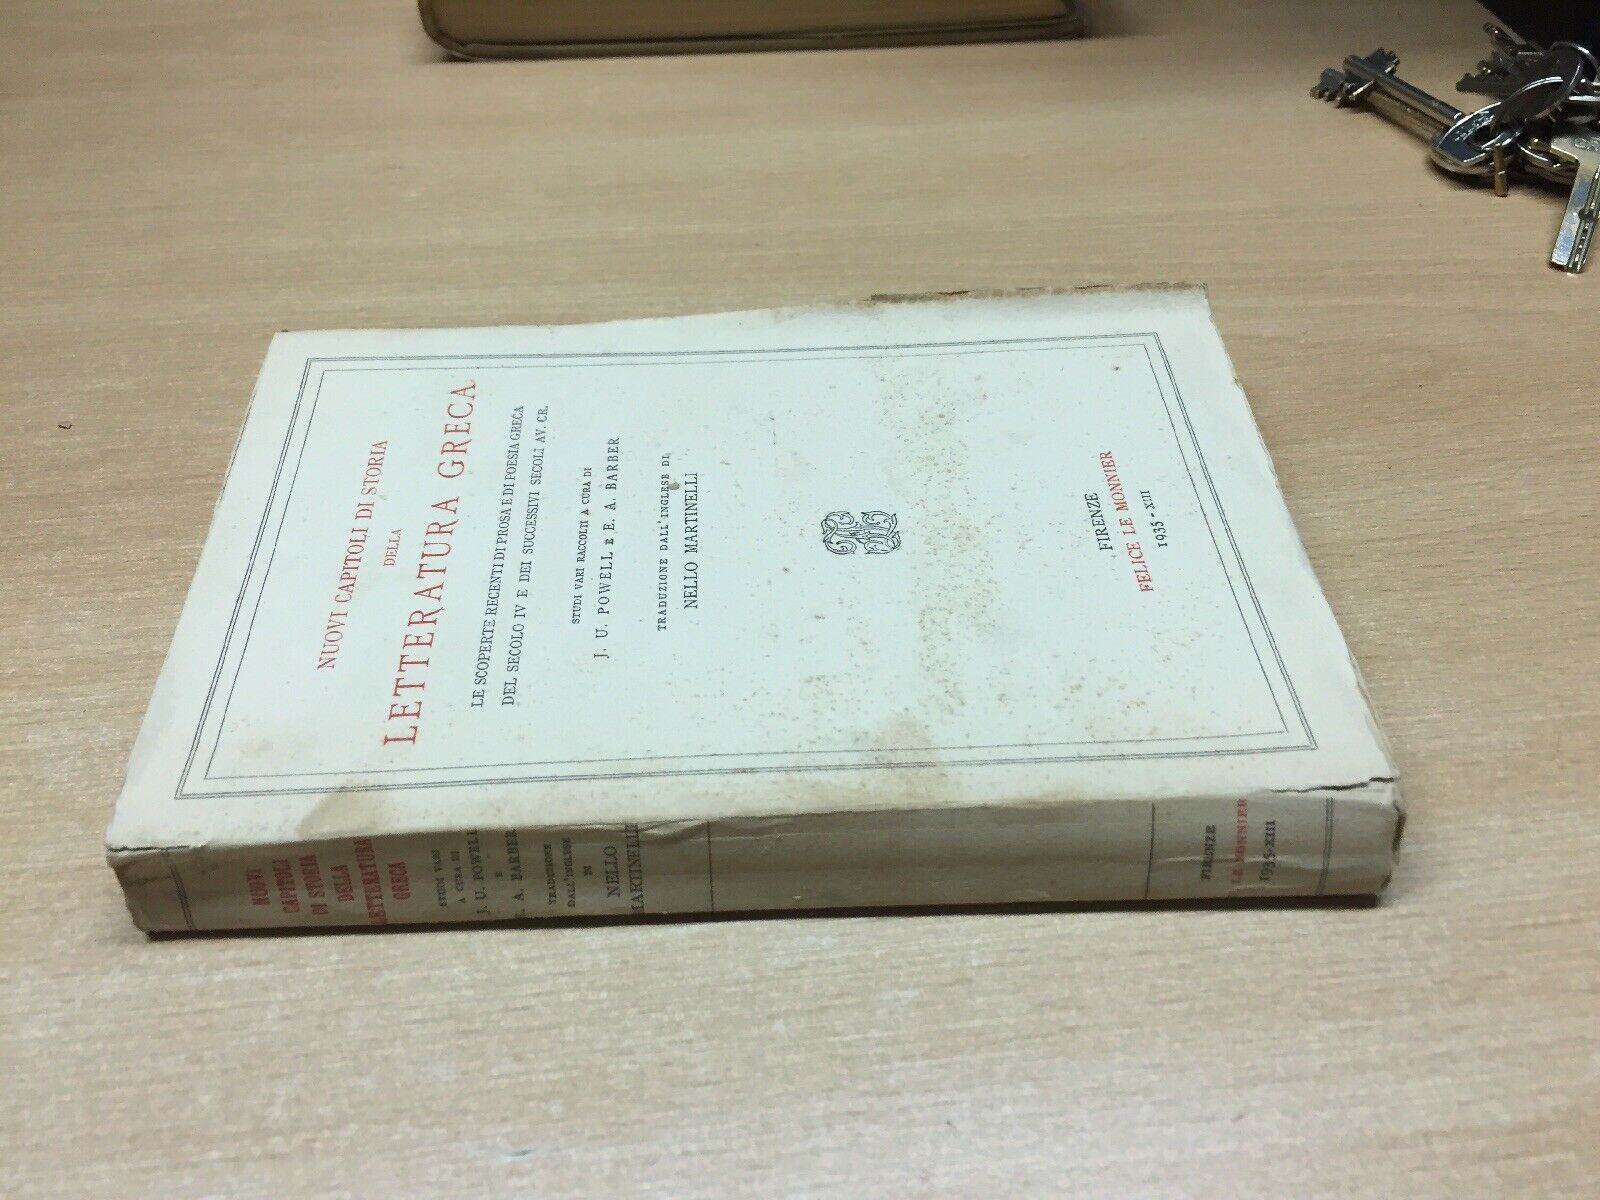 NUOVI CAPITOLI DI STORIA
DELLA
LETTERATURA GRECA
LE SCOPERTE RECENTI DI PROSA E DI POESIA GRECA
DEL SECOLO IV E DEI SUCCESSIVI SECOLI AV. CR.
STUDI VARI RACCOLTI A CURA DI
J. U. POWELL E E. A. BARBER
TRADUZIONE DALL'INGLESE DI
NELLO MARTINELLI
FIRENZE
FELICE LE MONNIER
1935-XIII
NUOVI
CAPITOLI
DI STORIA
DELLA
LETTERATURA
GRECA
STUDI VARI
A CURA DI
J. U. POWELL
E
E. A. BARBER
TRADUZIONE
DALL'INGLESE
DI
NELLO
MARTINELLI
FIRENZE
LE MONNIER
1935-XIII